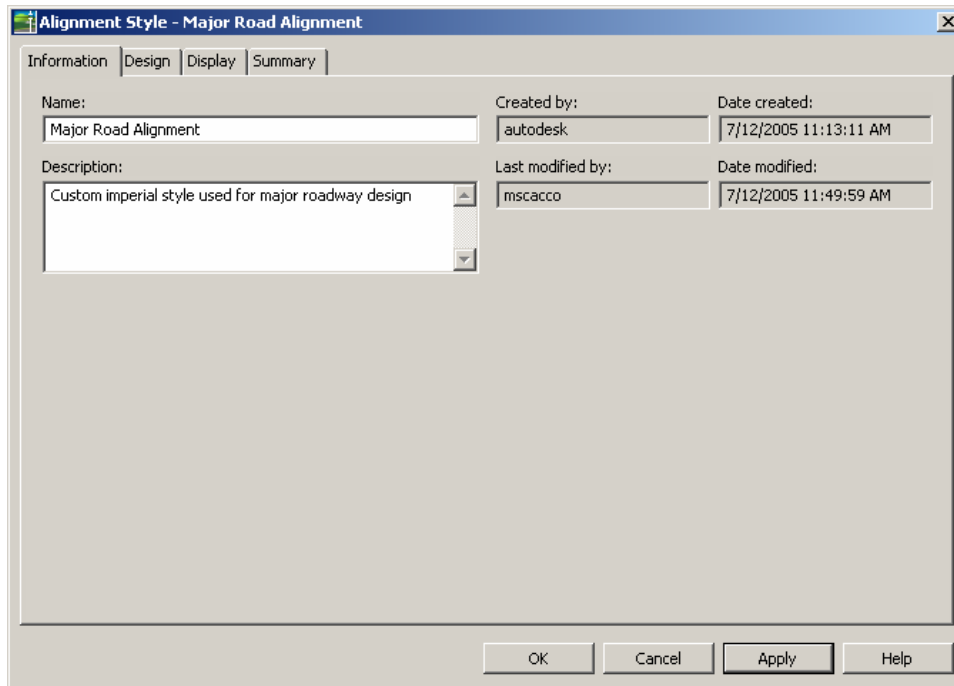 Alignment Style - Major Road Alignment
Information Design Display Summary
Name: Created by: Date created:
Major Road Alignment autodesk 7/12/2005 11:13:11 AM
Description: Last modified by: Date modified:
Custom imperial style used for major roadway design mscacco 7/12/2005 11:49:59 AM
OK Cancel Apply Help